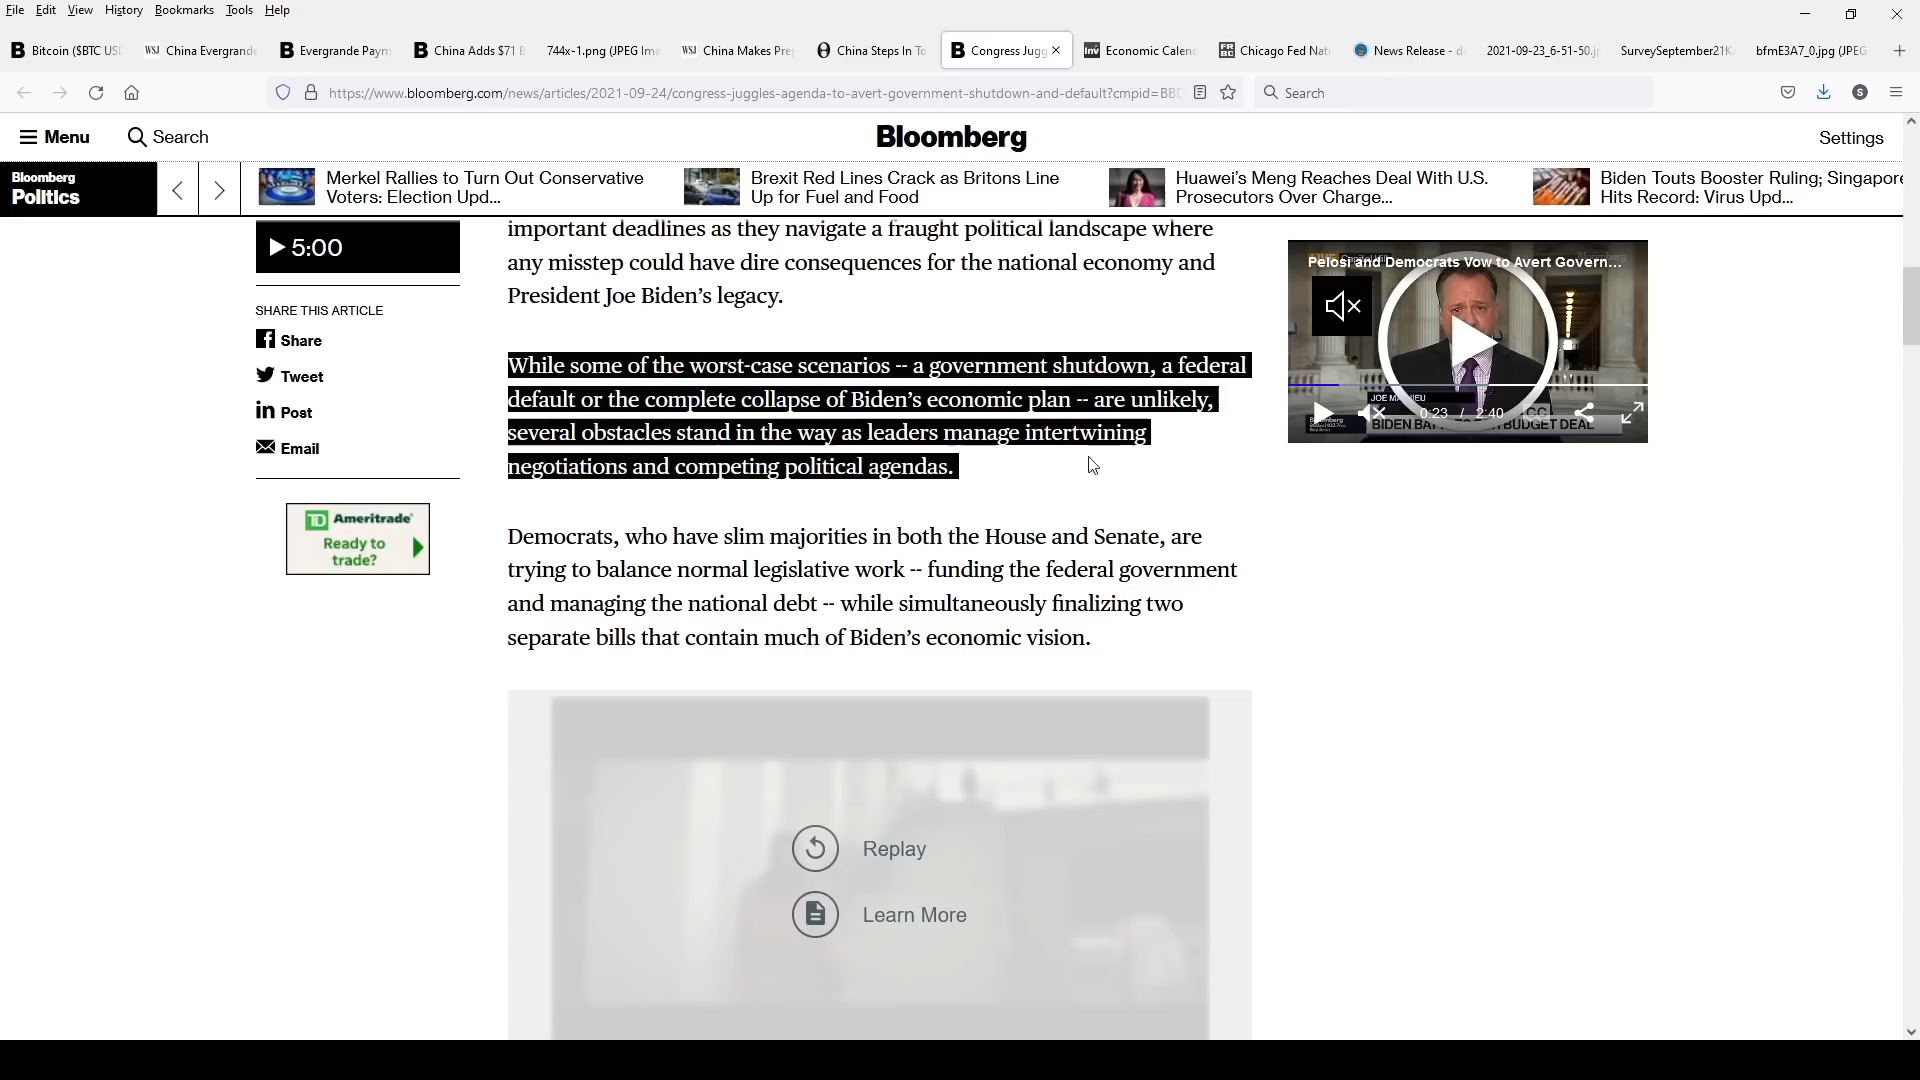 File Edit View History Bookmarks Tools Help
Bitcoin ($BTC USD
China Evergrande
Evergrande Paym
China Adds $71 B
744x-1.png (JPEG Ima
China Makes Pre
China Steps In To
Congress Jugg
Economic Calen
Chicago Fed Nati
News Release - d
2021-09-23_6-51-50.j
SurveySeptember21K
bfmE3A7_0.jpg (JPEG
https://www.bloomberg.com/news/articles/2021-09-24/congress-juggles-agenda-to-avert-government-shutdown-and-default?cmpid=BBD
Search
Menu
Search
Bloomberg
Settings
Bloomberg
Politics
Merkel Rallies to Turn Out Conservative
Voters: Election Upd...
Brexit Red Lines Crack as Britons Line
Up for Fuel and Food
Huawei's Meng Reaches Deal With U.S.
Prosecutors Over Charge...
Biden Touts Booster Ruling; Singapore
Hits Record: Virus Upd...
5:00
SHARE THIS ARTICLE
Share
Tweet
Post
Email
TD Ameritrade
Ready to
trade?
important deadlines as they navigate a fraught political landscape where
any misstep could have dire consequences for the national economy and
President Joe Biden's legacy.
While some of the worst-case scenarios -- a government shutdown, a federal
default or the complete collapse of Biden's economic plan -- are unlikely,
several obstacles stand in the way as leaders manage intertwining
negotiations and competing political agendas.
Democrats, who have slim majorities in both the House and Senate, are
trying to balance normal legislative work -- funding the federal government
and managing the national debt -- while simultaneously finalizing two
separate bills that contain much of Biden's economic vision.
Replay
Learn More
Pelosi and Democrats Vow to Avert Govern...
0:23 / 2:40
CC